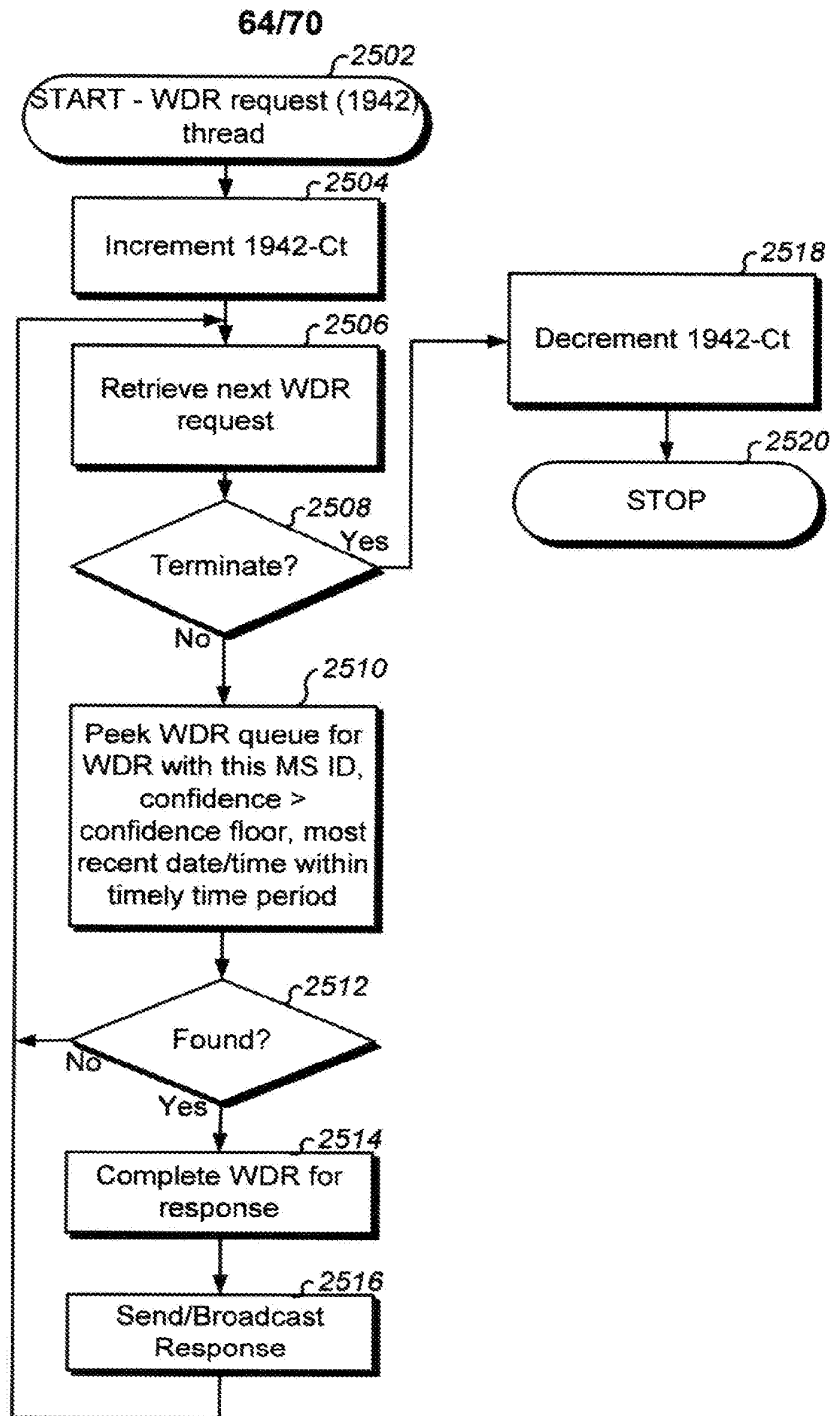 64/70
2502
START - WDR request (1942)
thread
2504
Increment 1942-Ct
2506
Retrieve next WDR
request
2508
Terminate?
Yes
No
2518
Decrement 1942-Ct
2520
STOP
2510
Peek WDR queue for
WDR with this MS ID,
confidence >
confidence floor, most
recent date/time within
timely time period
2512
Found?
No
Yes
2514
Complete WDR for
response
2516
Send/Broadcast
Response